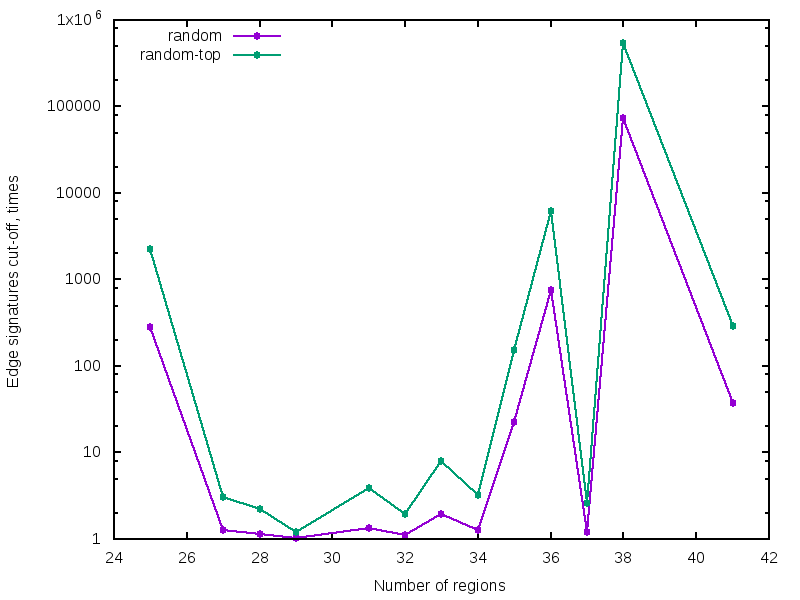 1x10^6
100000
10000
1000
100
10
1
24 26 28 30 32 34 36 38 40 42
Edge signatures cut-off, times
Number of regions
random
random-top